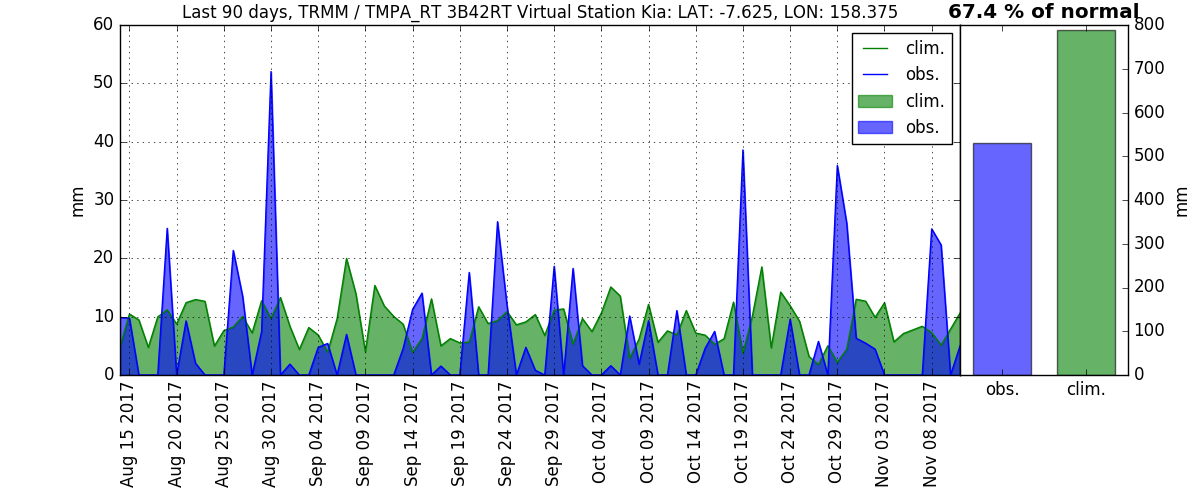 Last 90 days, TRMM / TMPA_RT 3B42RT Virtual Station Kia: LAT: -7.625, LON: 158.375
67.4 % of normal
60
50
40
30
20
10
0
mm
clim.
obs.
clim.
obs.
Aug 15 2017
Aug 20 2017
Aug 25 2017
Aug 30 2017
Sep 04 2017
Sep 09 2017
Sep 14 2017
Sep 19 2017
Sep 24 2017
Sep 29 2017
Oct 04 2017
Oct 09 2017
Oct 14 2017
Oct 19 2017
Oct 24 2017
Oct 29 2017
Nov 03 2017
Nov 08 2017
800
700
600
500
400
300
200
100
0
mm
obs.
clim.